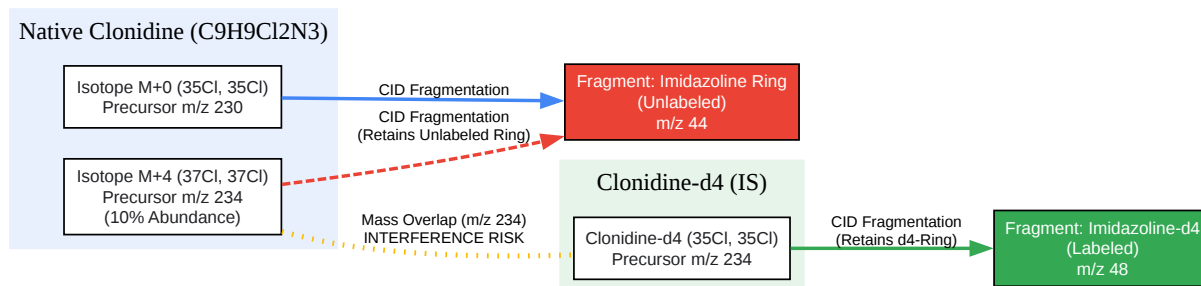 Native Clonidine (C9H9Cl2N3)
Isotope M+0 (35Cl, 35Cl)
Precursor m/z 230
CID Fragmentation
Fragment: Imidazoline Ring
(Unlabeled)
m/z 44
CID Fragmentation
(Retains Unlabeled Ring)
Isotope M+4 (37Cl, 37Cl)
Precursor m/z 234
(10% Abundance)
Mass Overlap (m/z 234)
INTERFERENCE RISK
Clonidine-d4 (IS)
Clonidine-d4 (35Cl, 35Cl)
Precursor m/z 234
CID Fragmentation
(Retains d4-Ring)
Fragment: Imidazoline-d4
(Labeled)
m/z 48